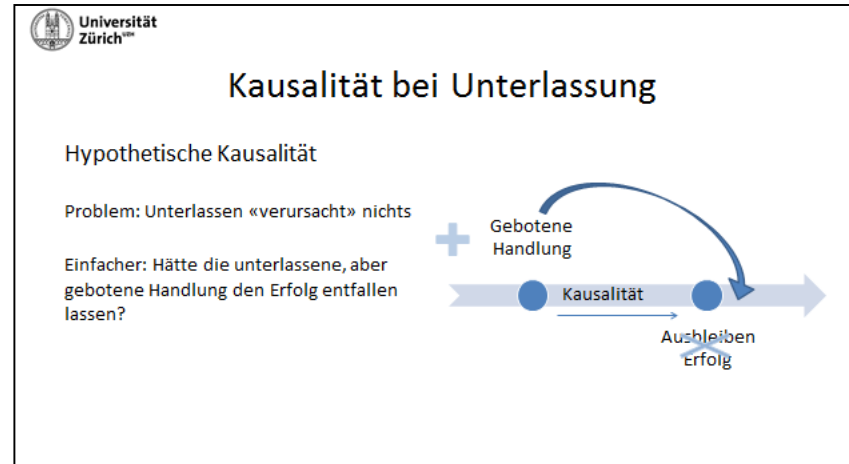 Universität
Zürich UZH
Kausalität bei Unterlassung
Hypothetische Kausalität
Problem: Unterlassen «verursacht» nichts
Einfacher: Hätte die unterlassene, aber
gebotene Handlung den Erfolg entfallen
lassen?
Gebotene
Handlung
Kausalität
Ausbleiben
Erfolg